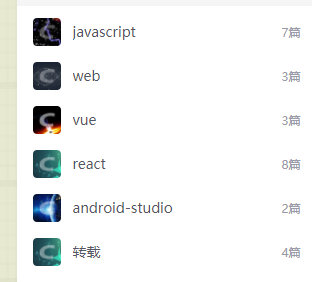 javascript 7篇
web 3篇
vue 3篇
react 8篇
android-studio 2篇
转载 4篇